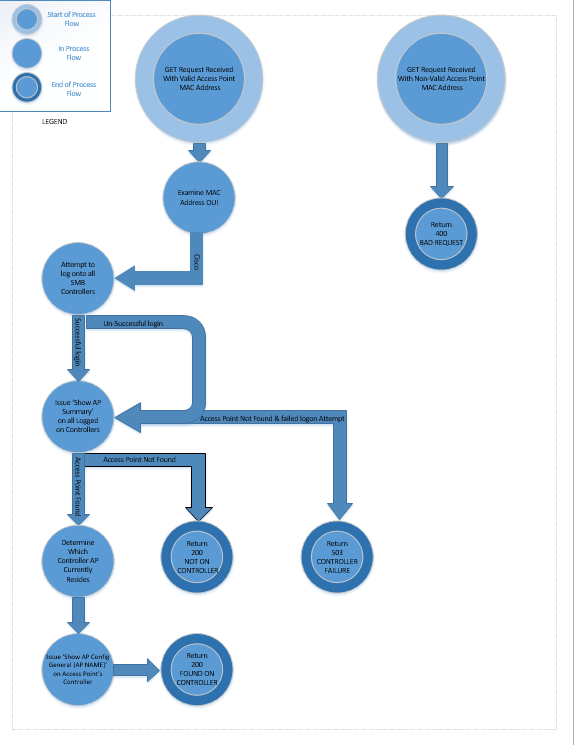 Start of Process
Flow
In Process
Flow
End of Process
Flow
LEGEND
GET Request Received
With Valid Access Point
MAC Address
GET Request Received
With Non-Valid Access Point
MAC Address
Examine MAC
Address OUI
Return
400
BAD REQUEST
Cisco
Attempt to
log onto all
SMB
Controllers
Successful login
Un-Successful login
Issue 'Show AP
Summary'
on all Logged
on Controllers
Access Point Not Found & failed logon Attempt
Access Point Found
Access Point Not Found
Determine
Which
Controller AP
Currently
Resides
Return
200
NOT ON
CONTROLLER
Return
503
CONTROLLER
FAILURE
Issue 'Show AP Config
General (AP NAME)'
on Access Point's
Controller
Return
200
FOUND ON
CONTROLLER